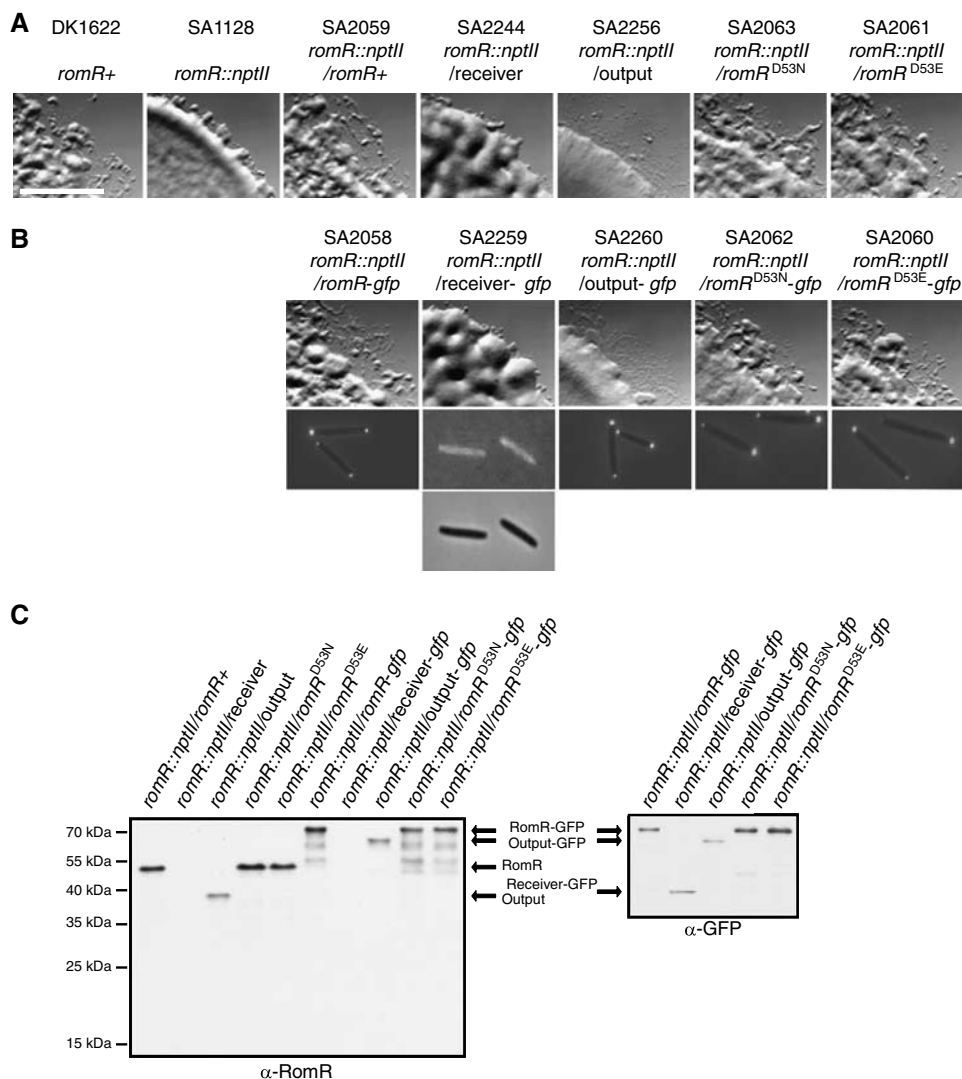 A
DK1622 SA1128 SA2059 SA2244 SA2256 SA2063 SA2061
romR::nptII romR::nptII romR::nptII romR::nptII romR::nptII
romR+ romR::nptII /romR+ /receiver /output /romR D53N /romR D53E
B
SA2058 SA2259 SA2260 SA2062 SA2060
romR::nptII romR::nptII romR::nptII romR::nptII romR::nptII
/romR-gfp /receiver- gfp /output- gfp /romR D53N-gfp /romR D53E-gfp
C
romR::nptII/romR+
romR::nptII/receiver
romR::nptII/output
romR::nptII/romR D53N
romR::nptII/romR D53E
romR::nptII/romR-gfp
romR::nptII/receiver-gfp
romR::nptII/output-gfp
romR::nptII/romR D53N-gfp
romR::nptII/romR D53E-gfp
romR::nptII/romR-gfp
romR::nptII/receiver-gfp
romR::nptII/output-gfp
romR::nptII/romR D53N-gfp
romR::nptII/romR D53E-gfp
70 kDa
55 kDa
40 kDa
35 kDa
25 kDa
15 kDa
RomR-GFP
Output-GFP
RomR
Receiver-GFP
Output
α-RomR
α-GFP